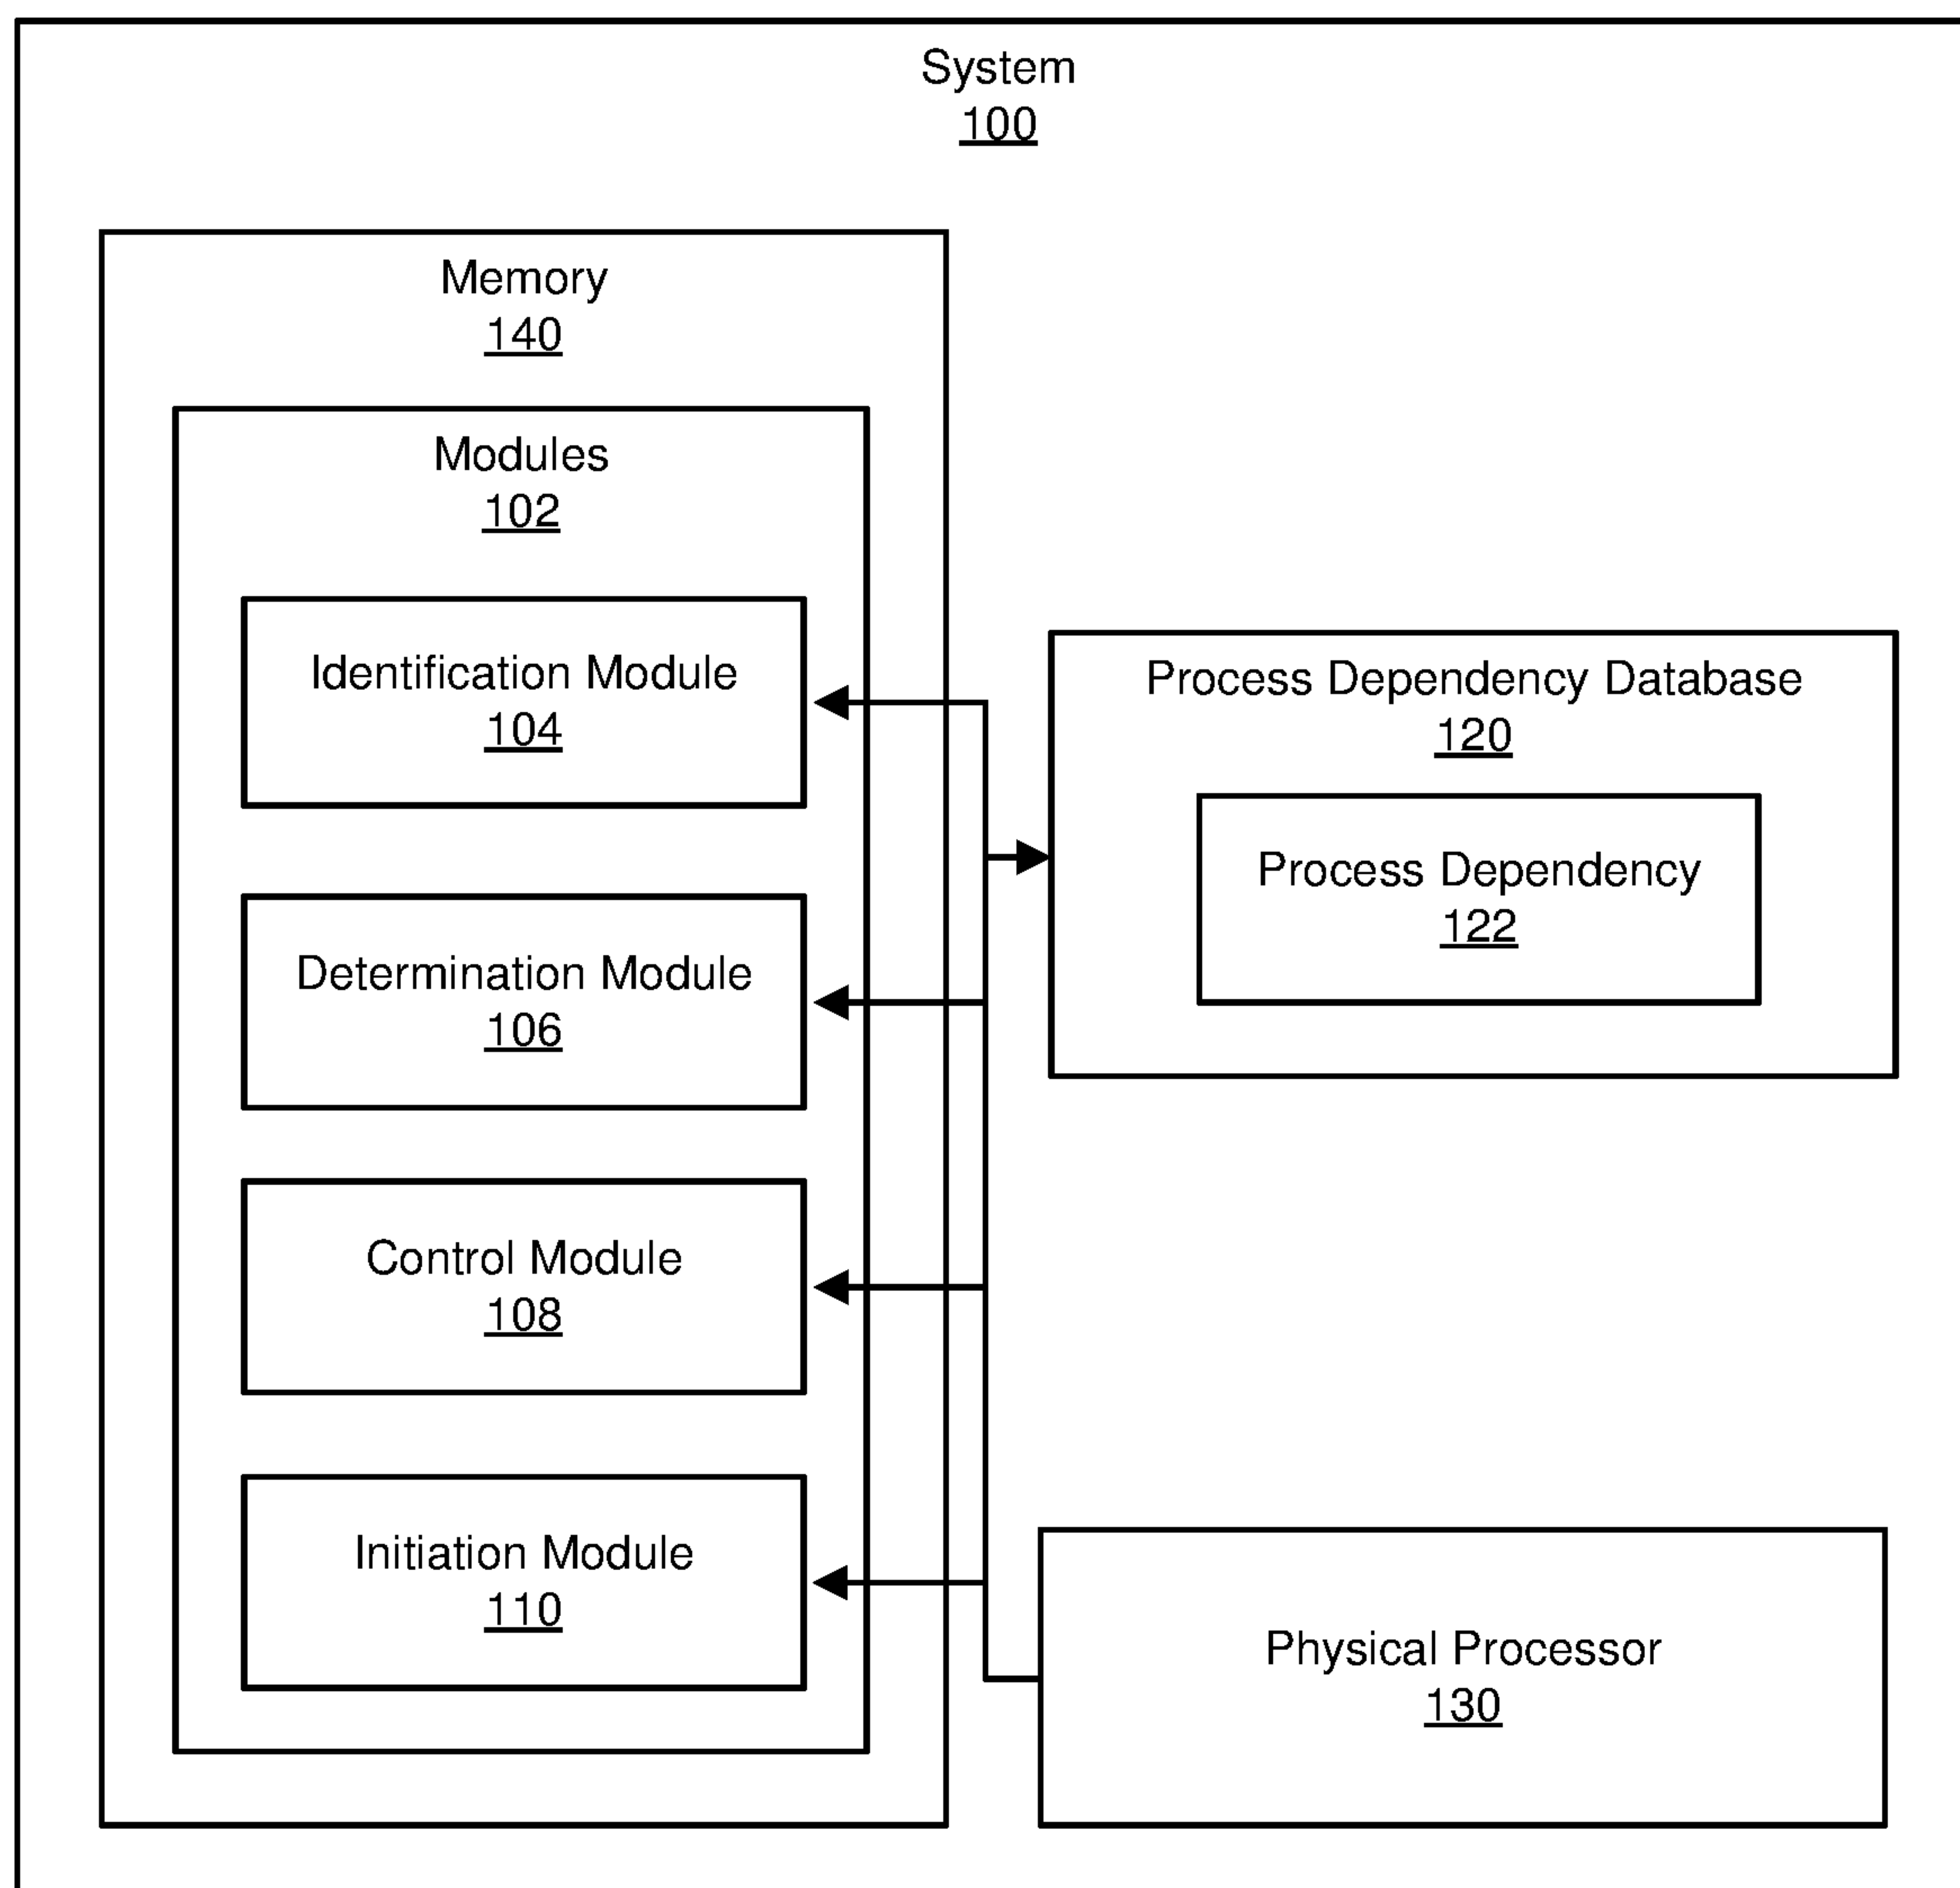 System
100
Memory
140
Modules
102
Identification Module
104
Determination Module
106
Control Module
108
Initiation Module
110
Process Dependency Database
120
Process Dependency
122
Physical Processor
130